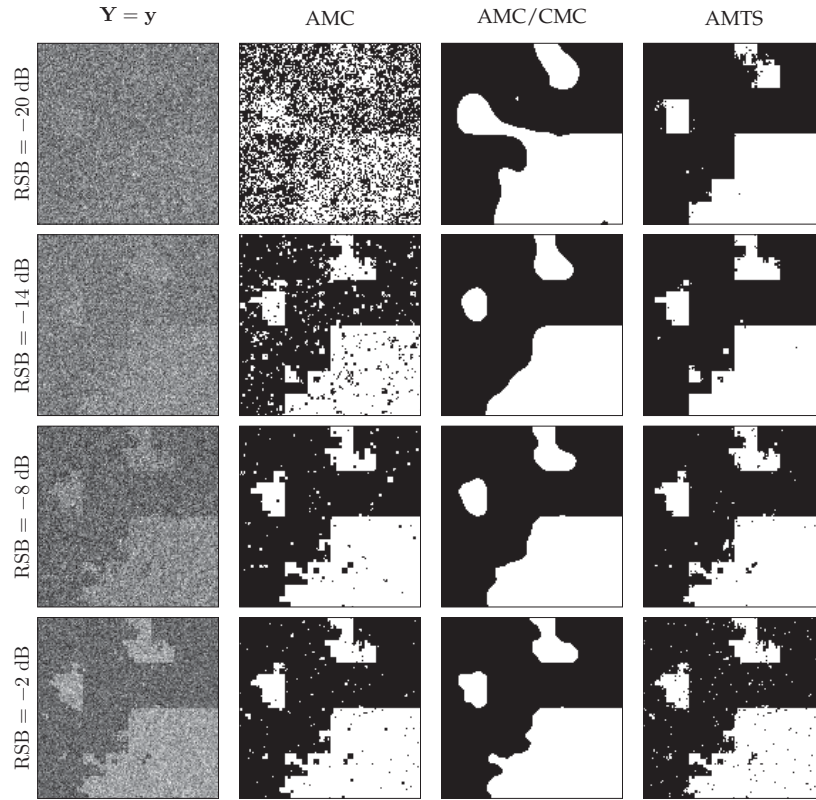 Y = y
AMC
AMC/CMC
AMTS
RSB = −20 dB
RSB = −14 dB
RSB = −8 dB
RSB = −2 dB